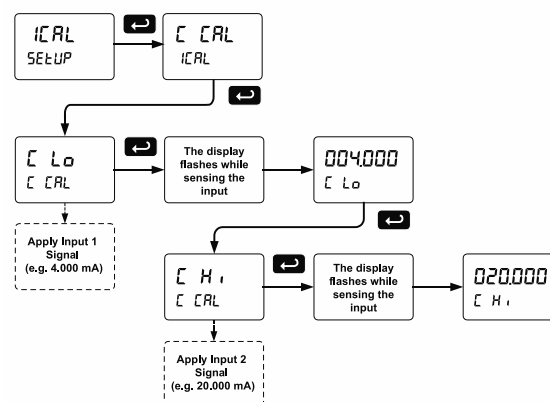 ICAL
SEtUP
C CAL
ICAL
C Lo
C CAL
The display
flashes while
sensing the
input
004.000
C Lo
Apply Input 1
Signal
(e.g. 4.000 mA)
C Hi
C CAL
The display
flashes while
sensing the
input
020.000
C Hi
Apply Input 2
Signal
(e.g. 20.000 mA)